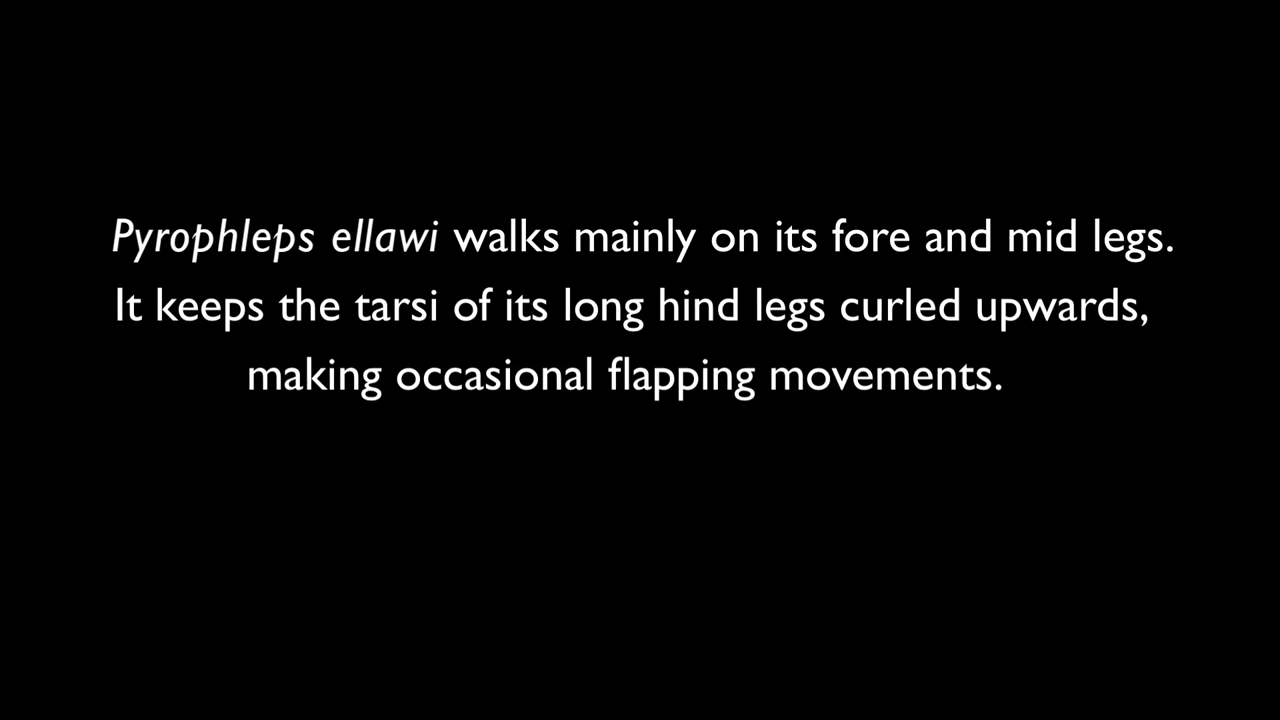 Pyrophleps ellawi walks mainly on its fore and mid legs.
It keeps the tarsi of its long hind legs curled upwards,
making occasional flapping movements.